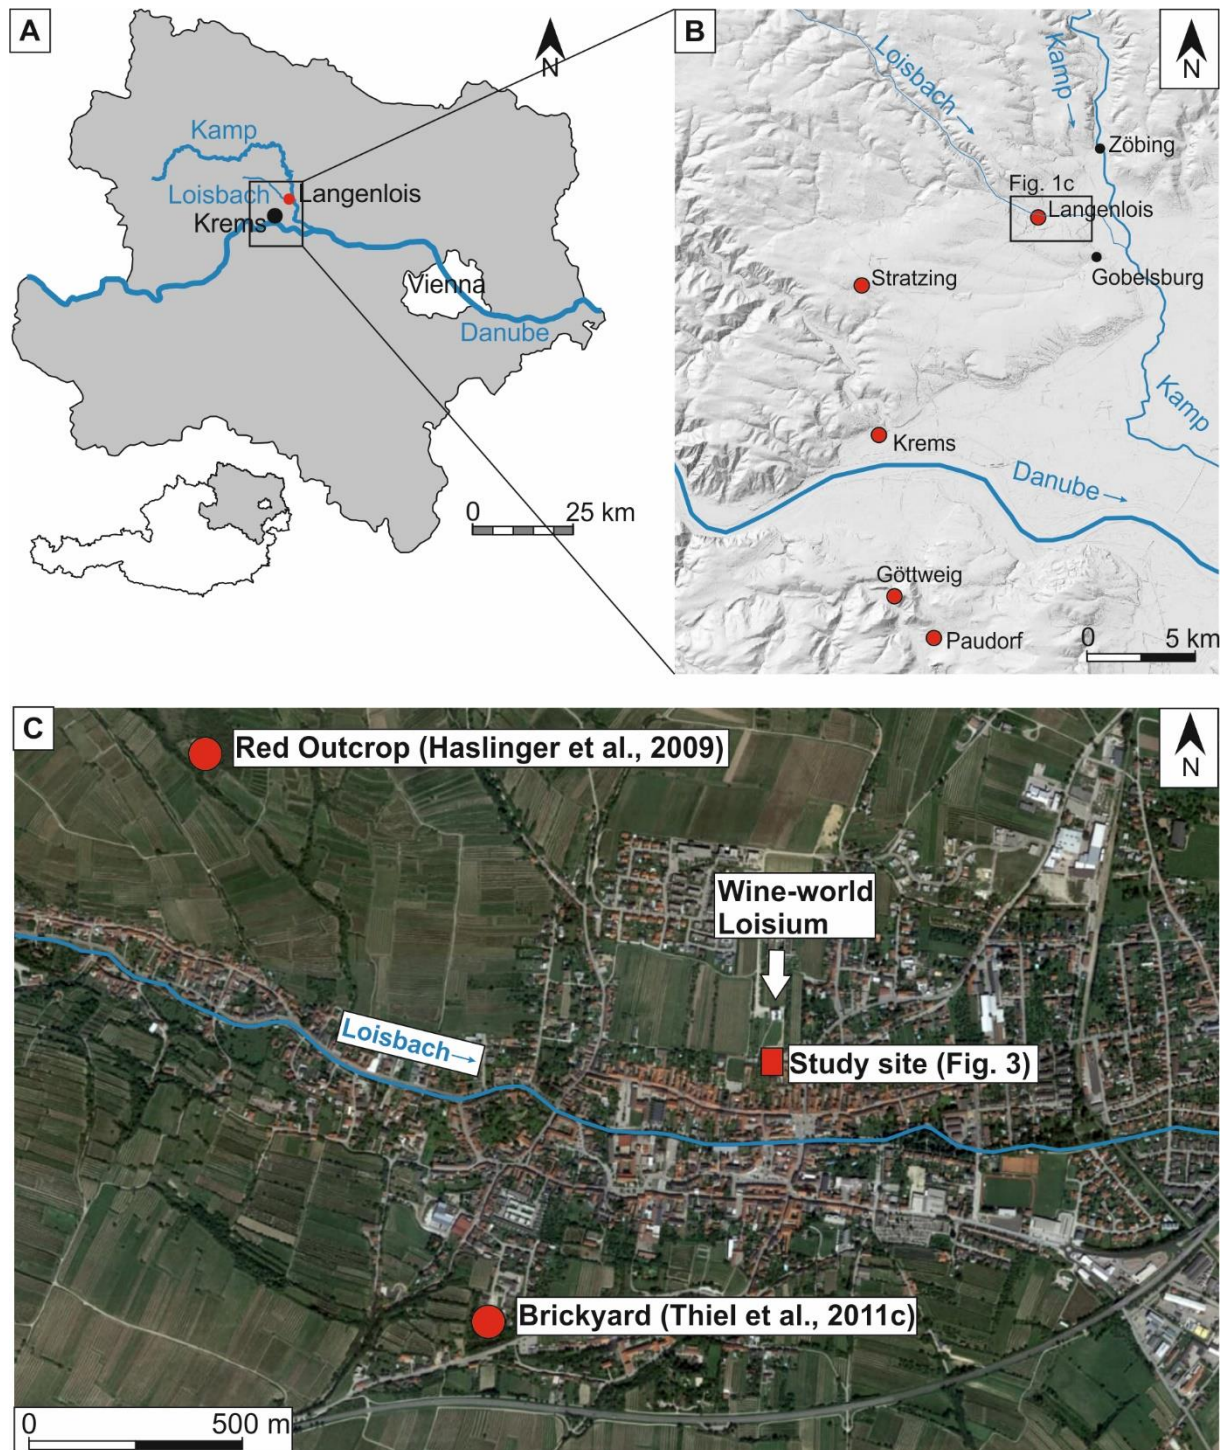 A
N
Kamp
Loisbach
Langenlois
Krems
Vienna
Danube
0 25 km
B
N
Loisbach→
Kamp→
Zöbing
Fig. 1c
Langenlois
Stratzing
Gobelsburg
Kamp
Krems
Danube→
Göttweig
Paudorf
0 5 km
C
N
Red Outcrop (Haslinger et al., 2009)
Wine-world
Loisium
Loisbach→
Study site (Fig. 3)
Brickyard (Thiel et al., 2011c)
0 500 m